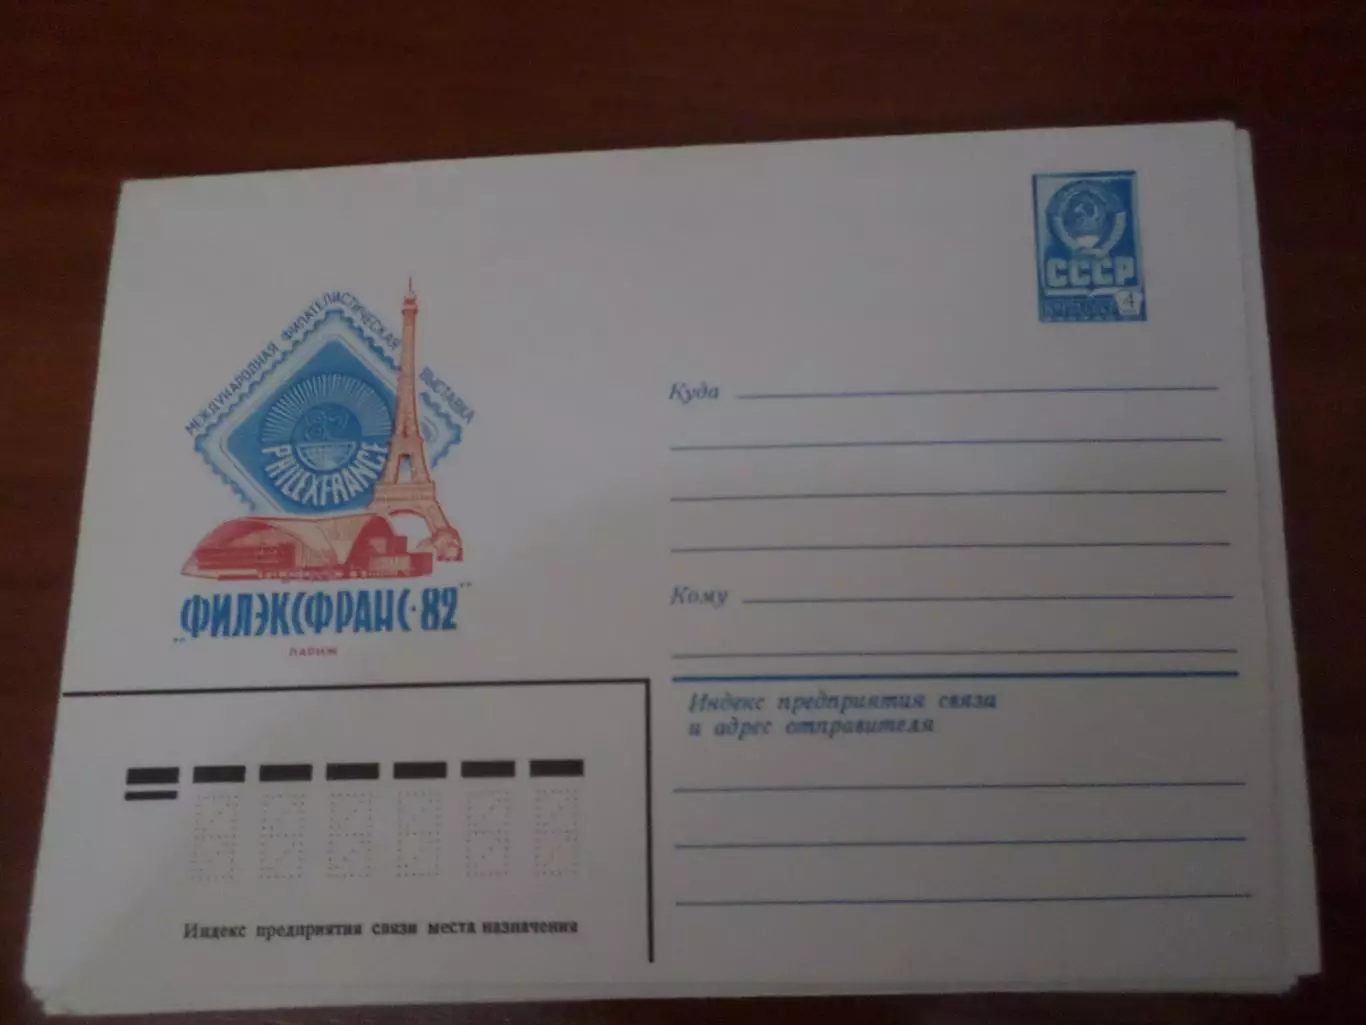 СССР
4
МЕЖДУНАРОДНАЯ ФИЛАТЕЛИСТИЧЕСКАЯ ВЫСТАВКА
PHILEXFRANCE
„ФИЛЭКСФРАНС·82"
ПАРИЖ
Куда
Кому
Индекс предприятия связи
и адрес отправителя
Индекс предприятия связи места назначения